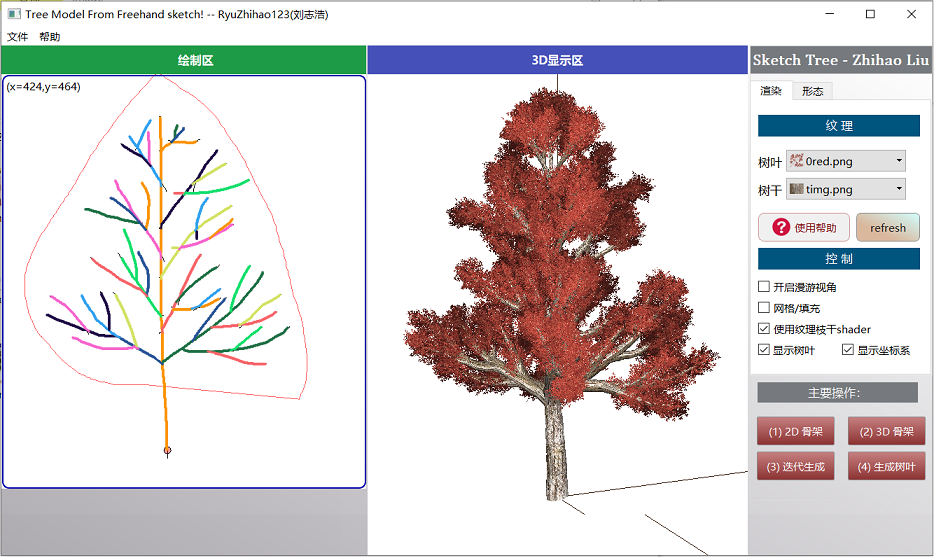 Tree Model From Freehand sketch! -- RyuZhihao123(刘志浩)
文件 帮助
绘制区
3D显示区
Sketch Tree - Zhihao Liu
(x=424,y=464)
渲染 形态
纹 理
树叶 0red.png
树干 timg.png
? 使用帮助 refresh
控 制
开启漫游视角
网格/填充
使用纹理枝干shader
显示树叶 显示坐标系
主要操作:
(1) 2D 骨架 (2) 3D 骨架
(3) 迭代生成 (4) 生成树叶